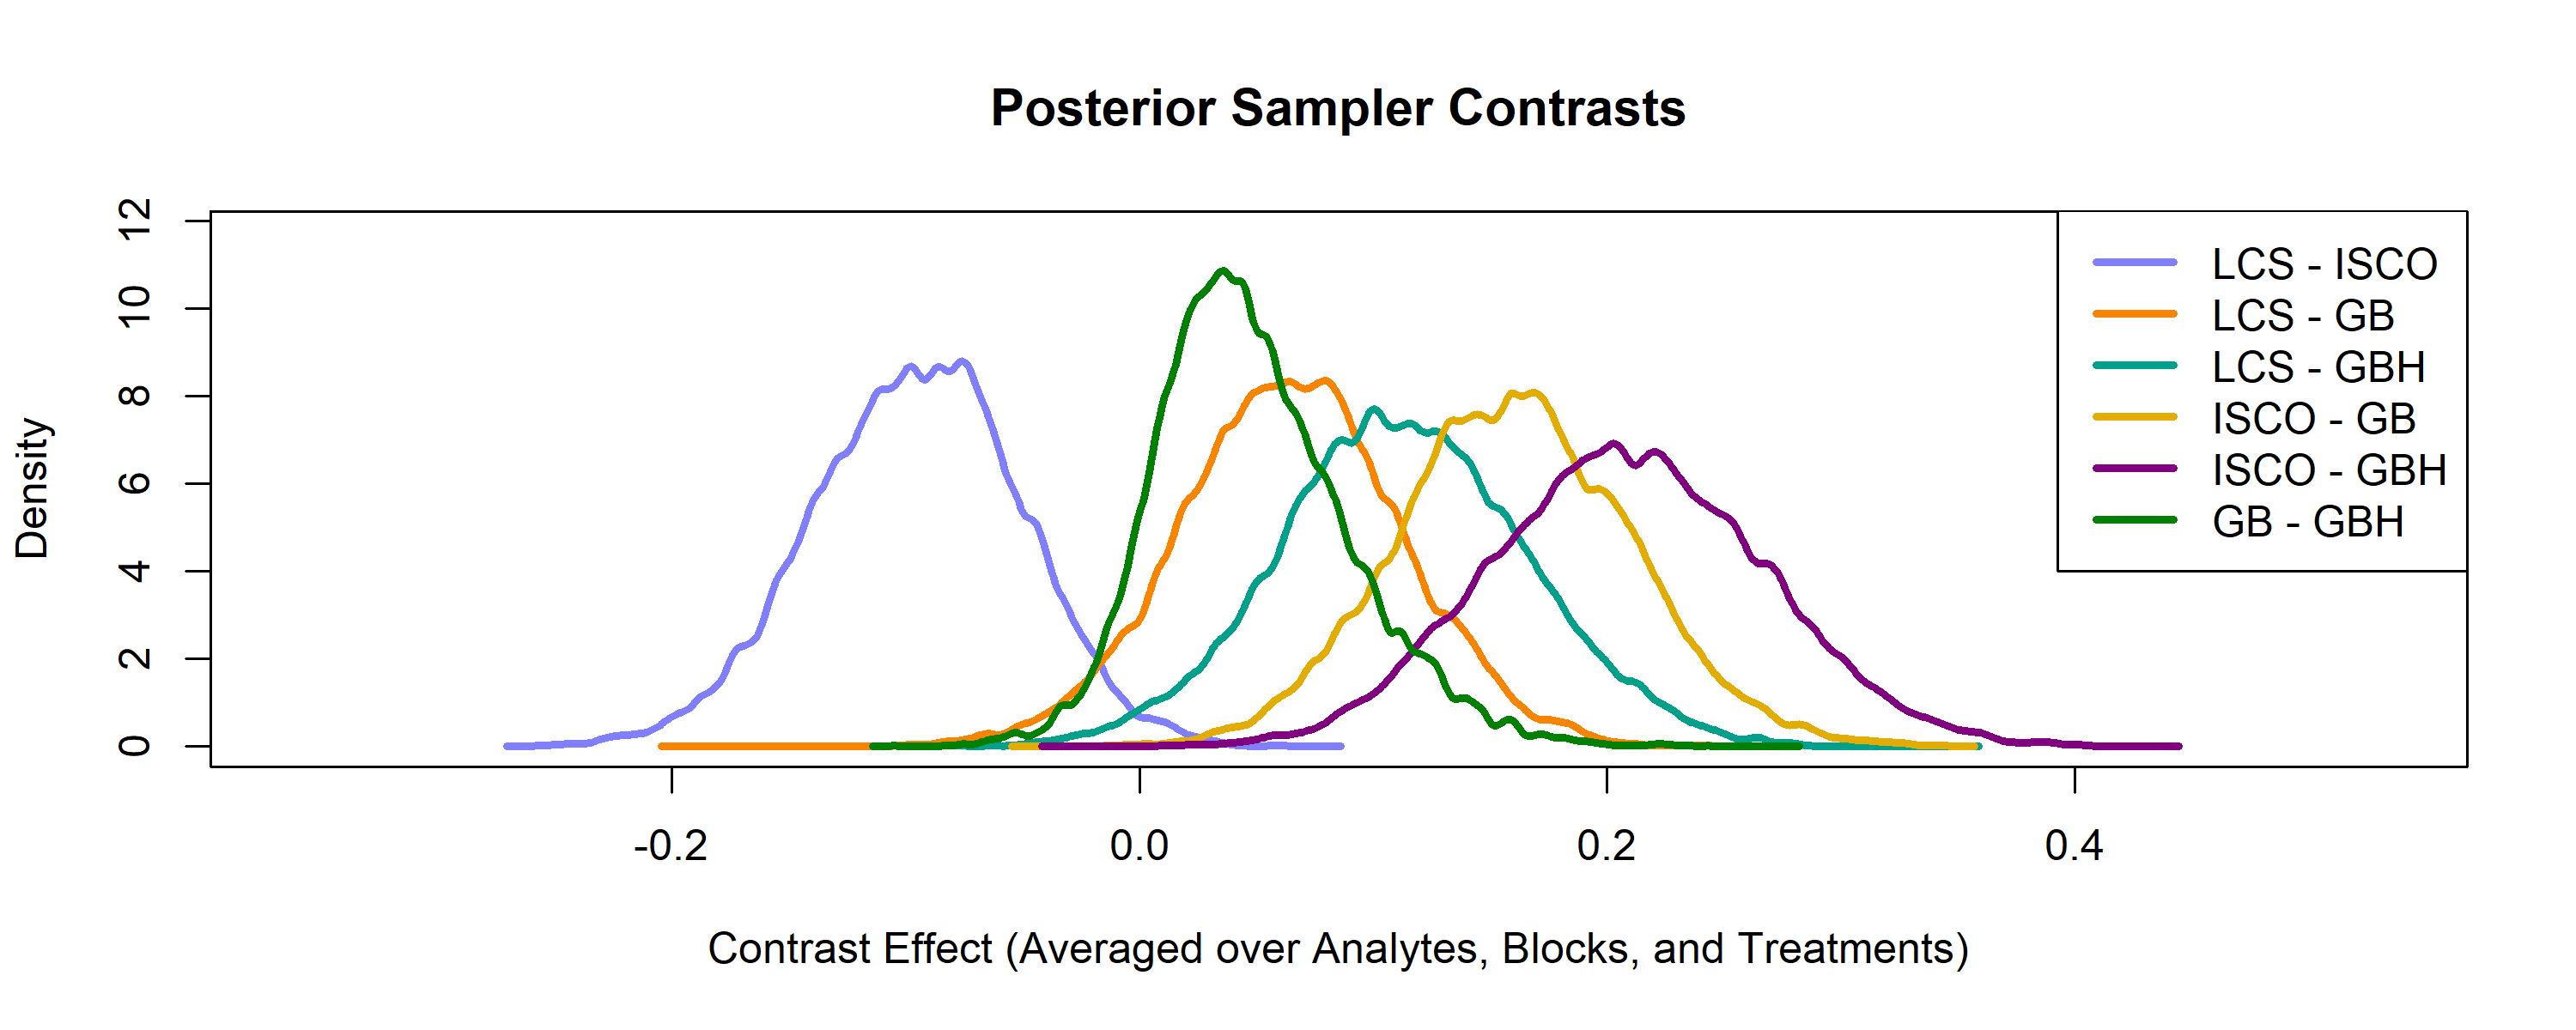 Posterior Sampler Contrasts
12
10
8
6
4
2
0
Density
LCS - ISCO
LCS - GB
LCS - GBH
ISCO - GB
ISCO - GBH
GB - GBH
-0.2 0.0 0.2 0.4
Contrast Effect (Averaged over Analytes, Blocks, and Treatments)